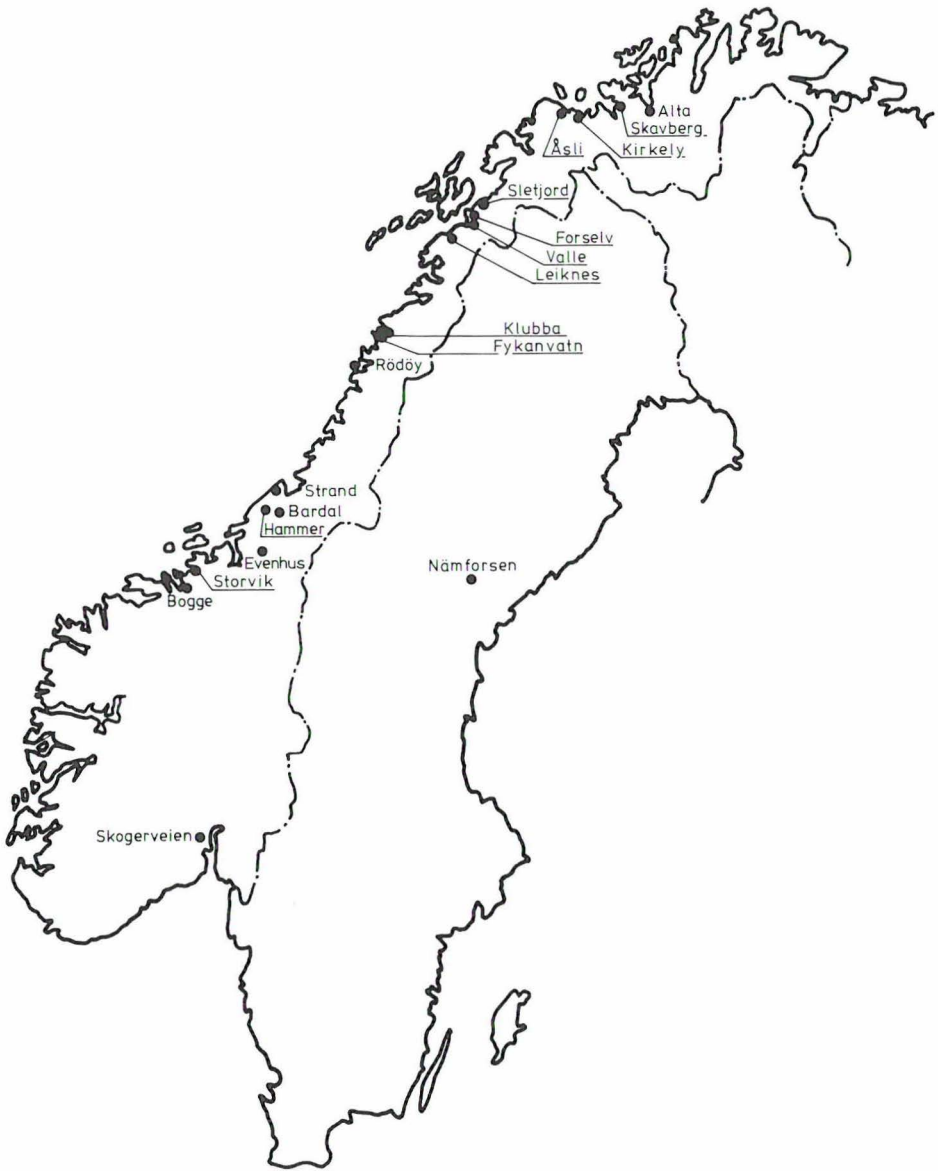 Alta
Skavberg
Åsli
Kirkely
Sletjord
Forselv
Valle
Leiknes
Klubba
Fykanvatn
Rödöy
Strand
Bardal
Hammer
Evenhus
Nämforsen
Storvik
Bogge
Skogerveien